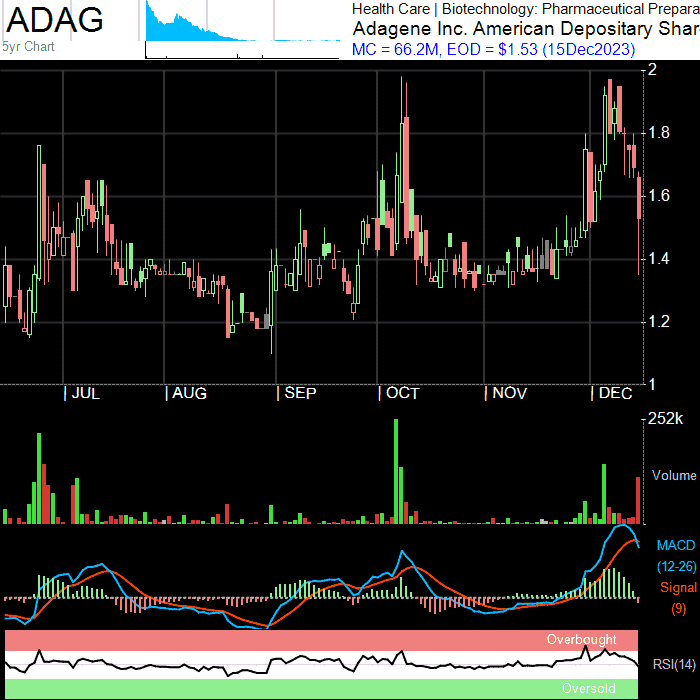 ADAG
5yr Chart
Health Care | Biotechnology: Pharmaceutical Prepara
Adagene Inc. American Depositary Shar
MC = 66.2M, EOD = $1.53 (15Dec2023)
2
1.8
1.6
1.4
1.2
1
| JUL | AUG | SEP | OCT | NOV | DEC
252k
Volume
MACD
(12-26)
Signal
(9)
Overbought
RSI(14)
Oversold